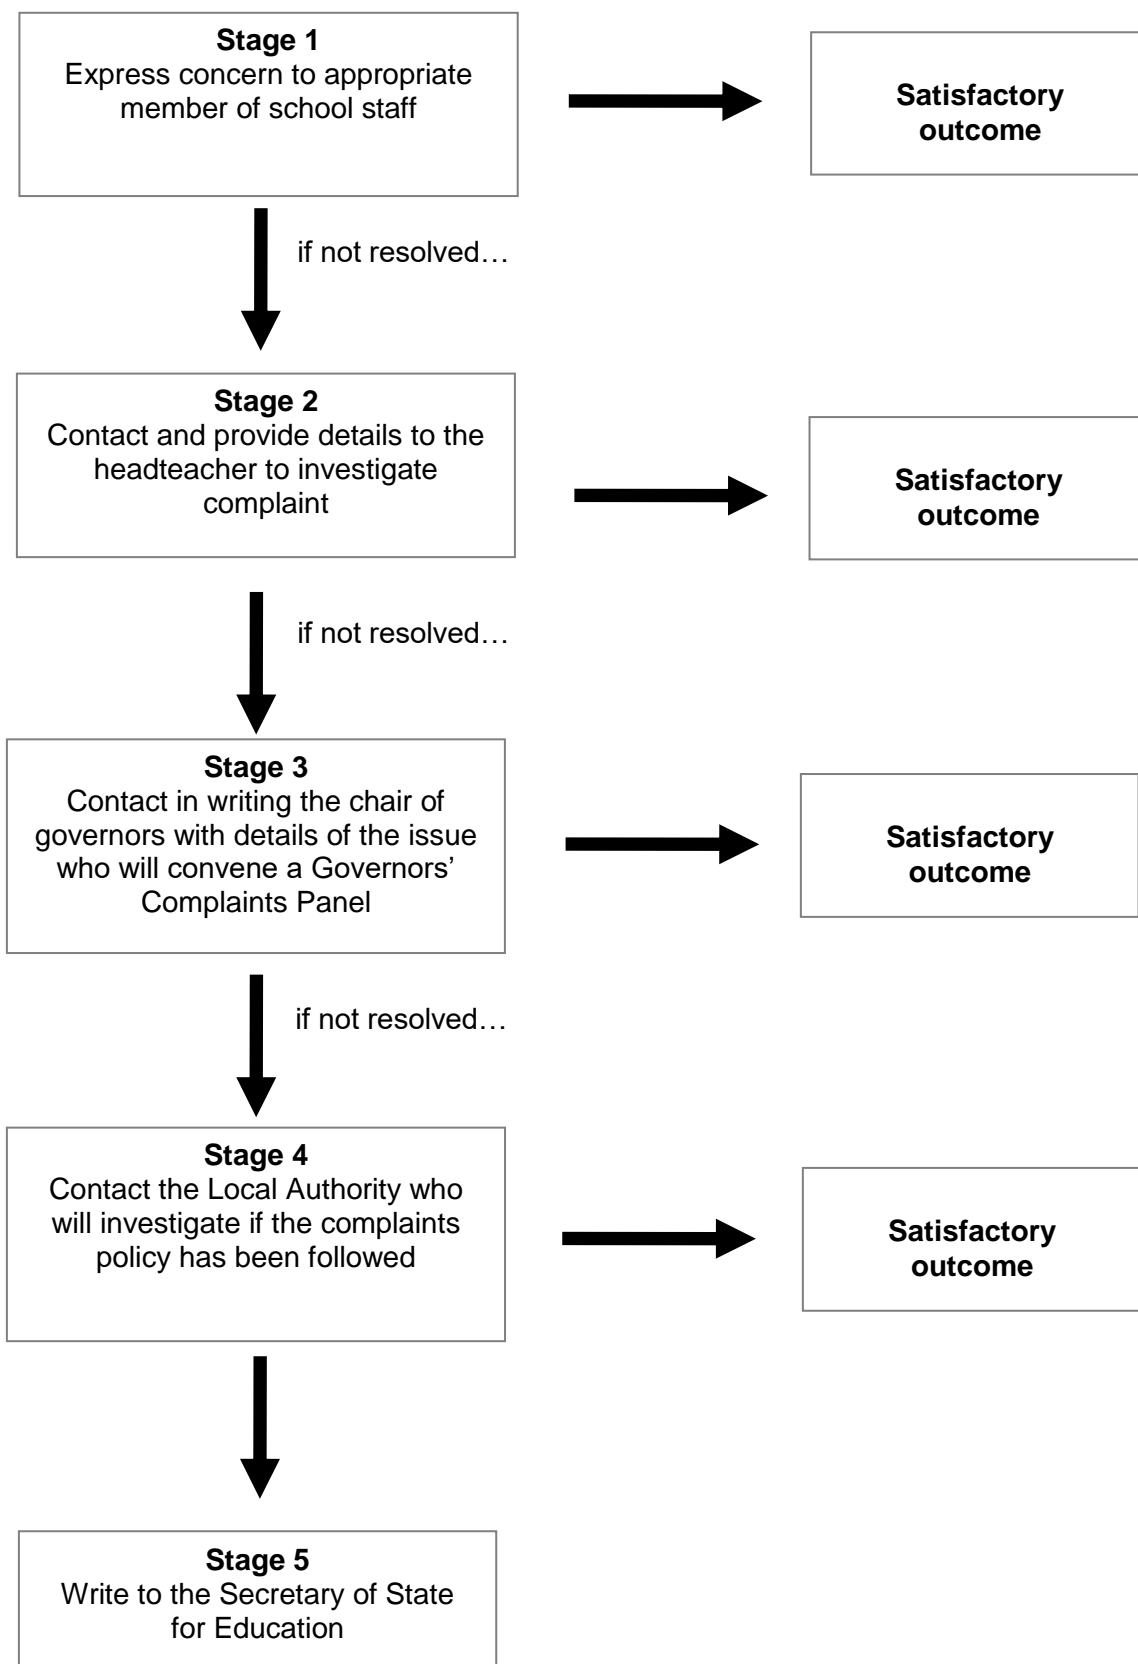 Stage 1
Express concern to appropriate
member of school staff
Satisfactory
outcome
if not resolved…
Stage 2
Contact and provide details to the
headteacher to investigate
complaint
Satisfactory
outcome
if not resolved…
Stage 3
Contact in writing the chair of
governors with details of the issue
who will convene a Governors’
Complaints Panel
Satisfactory
outcome
if not resolved…
Stage 4
Contact the Local Authority who
will investigate if the complaints
policy has been followed
Satisfactory
outcome
Stage 5
Write to the Secretary of State
for Education